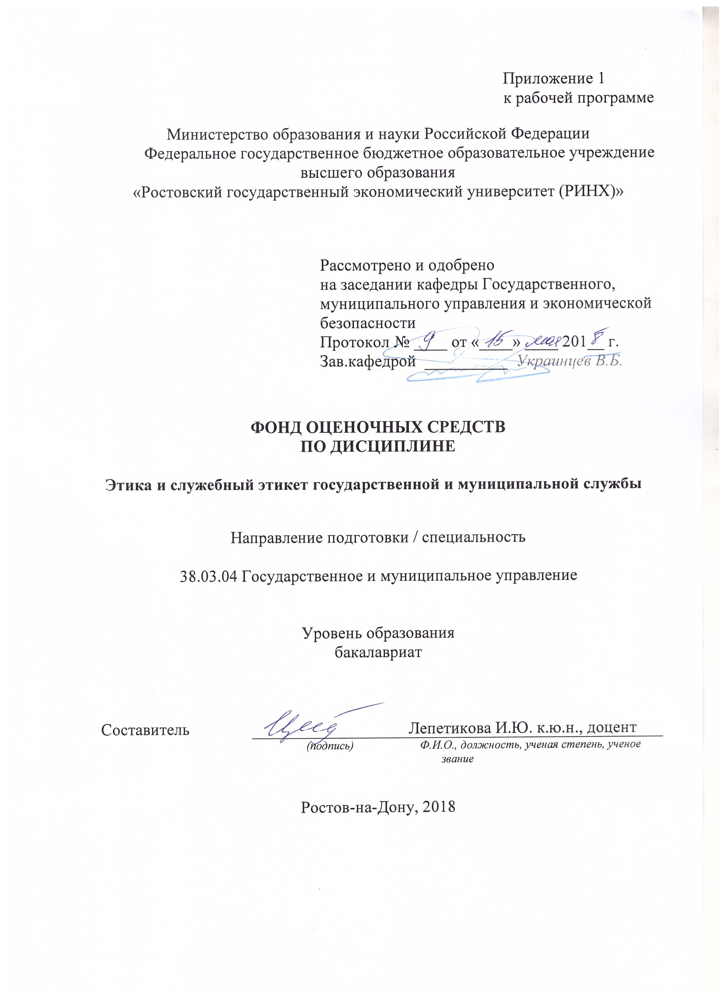 Приложение 1
к рабочей программе
Министерство образования и науки Российской Федерации
Федеральное государственное бюджетное образовательное учреждение
высшего образования
«Ростовский государственный экономический университет (РИНХ)»
Рассмотрено и одобрено
на заседании кафедры Государственного,
муниципального управления и экономической
безопасности
Протокол № 9 от «15» мая 2018 г.
Зав.кафедрой Украинцев В.Б.
ФОНД ОЦЕНОЧНЫХ СРЕДСТВ
ПО ДИСЦИПЛИНЕ
Этика и служебный этикет государственной и муниципальной службы
Направление подготовки / специальность
38.03.04 Государственное и муниципальное управление
Уровень образования
бакалавриат
Составитель Лепетикова И.Ю. к.ю.н., доцент
(подпись) Ф.И.О., должность, ученая степень, ученое
звание
Ростов-на-Дону, 2018